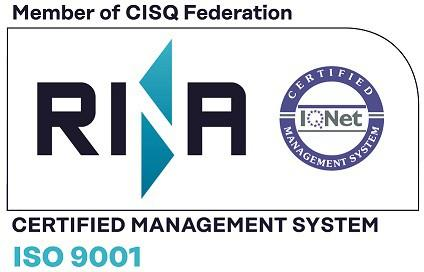 Member of CISQ Federation
RINA
CERTIFIED
IQNet
MANAGEMENT SYSTEM
CERTIFIED MANAGEMENT SYSTEM
ISO 9001